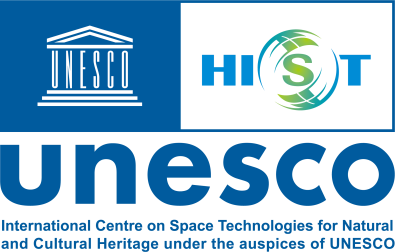 UNESCO
HIST
unesco
International Centre on Space Technologies for Natural
and Cultural Heritage under the auspices of UNESCO